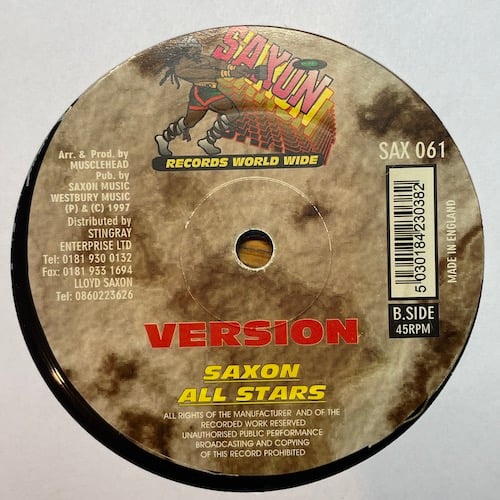 SAXON
RECORDS WORLD WIDE
Arr. & Prod. by
MUSCLEHEAD
Pub. by
SAXON MUSIC
WESTBURY MUSIC
(P) & (C) 1997
Distributed by
STINGRAY
ENTERPRISE LTD
Tel: 0181 930 0132
Fax: 0181 933 1694
LLOYD SAXON
Tel: 0860223626
SAX 061
5 030184 230382
MADE IN ENGLAND
B.SIDE
45RPM
VERSION
SAXON
ALL STARS
ALL RIGHTS OF THE MANUFACTURER AND OF THE
RECORDED WORK RESERVED
UNAUTHORISED PUBLIC PERFORMANCE
BROADCASTING AND COPYING
OF THIS RECORD PROHIBITED